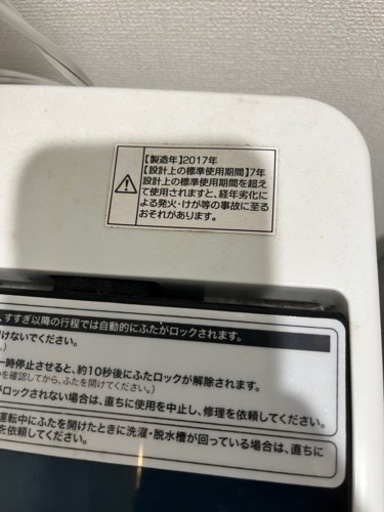 【製造年】2017年
【設計上の標準使用期間】7年
設計上の標準使用期間を超え
て使用されますと、経年劣化に
よる発火・けが等の事故に至る
おそれがあります。
、すすぎ以降の行程では自動的にふたがロックされます。
けないでください。
。)
一時停止させると、約10秒後にふたロックが解除されます。
を確認してから、ふたを開けてください。)
がロックされない場合は、直ちに使用を中止し、修理を依頼してください。
運転中にふたを開けたときに洗濯・脱水槽が回っている場合は、直ちに
を依頼してください。